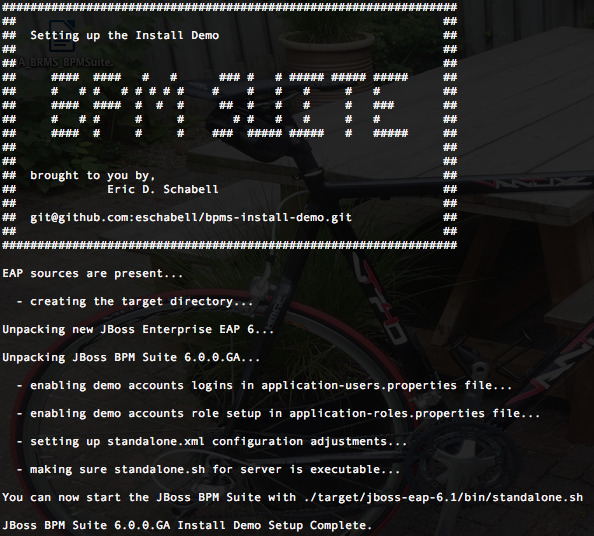 #################################################################
## ##
## Setting up the Install Demo ##
## ##
## ##
## BPM SUITE ##
## ##
## ##
## brought to you by, ##
## Eric D. Schabell ##
## ##
## git@github.com:eschabell/bpms-install-demo.git ##
## ##
#################################################################
EAP sources are present...
- creating the target directory...
Unpacking new JBoss Enterprise EAP 6...
Unpacking JBoss BPM Suite 6.0.0.GA...
- enabling demo accounts logins in application-users.properties file...
- enabling demo accounts role setup in application-roles.properties file...
- setting up standalone.xml configuration adjustments...
- making sure standalone.sh for server is executable...
You can now start the JBoss BPM Suite with ./target/jboss-eap-6.1/bin/standalone.sh
JBoss BPM Suite 6.0.0.GA Install Demo Setup Complete.